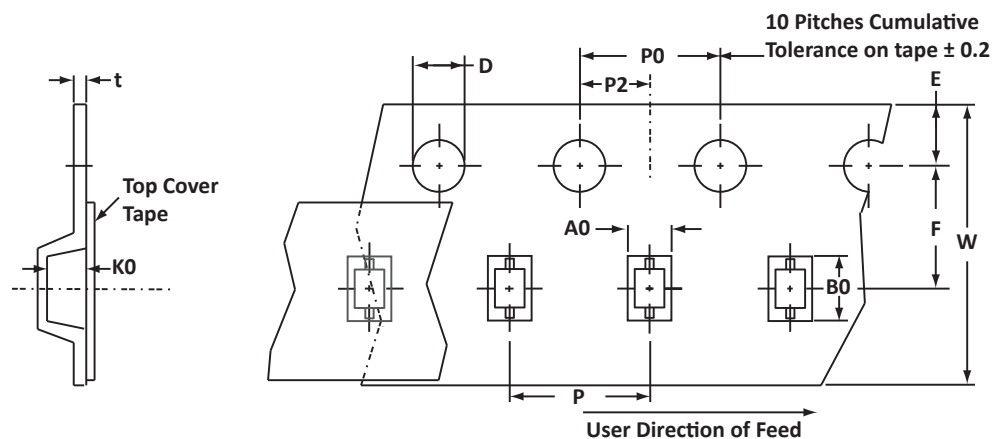 10 Pitches Cumulative
Tolerance on tape ± 0.2
P0
D
t
P2
E
Top Cover
Tape
A0
F
W
K0
B0
P
User Direction of Feed